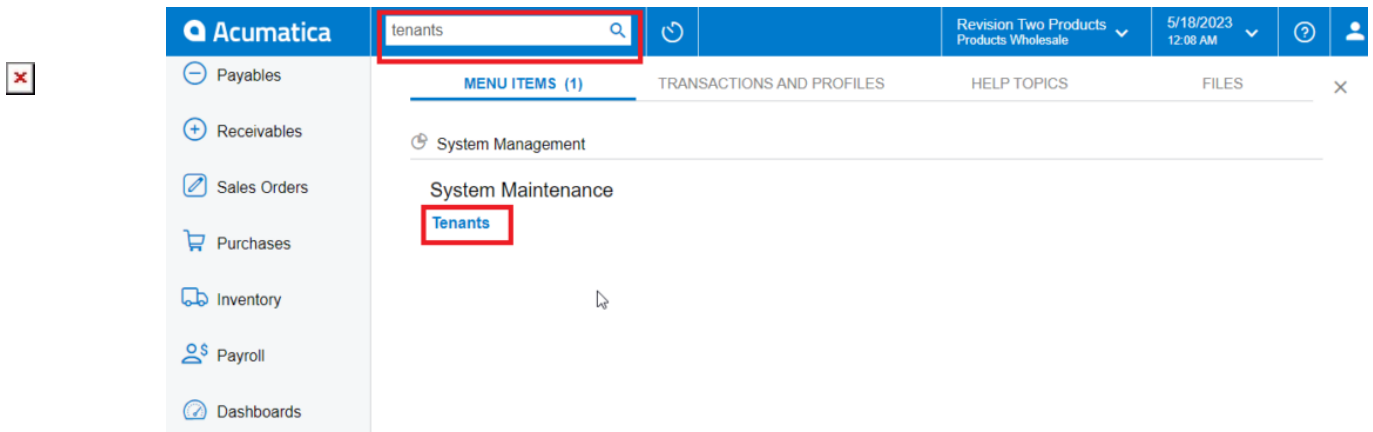 Acumatica
tenants
Revision Two Products
Products Wholesale
5/18/2023
12:08 AM
Payables
MENU ITEMS (1)
TRANSACTIONS AND PROFILES
HELP TOPICS
FILES
Receivables
System Management
Sales Orders
System Maintenance
Tenants
Purchases
Inventory
Payroll
Dashboards